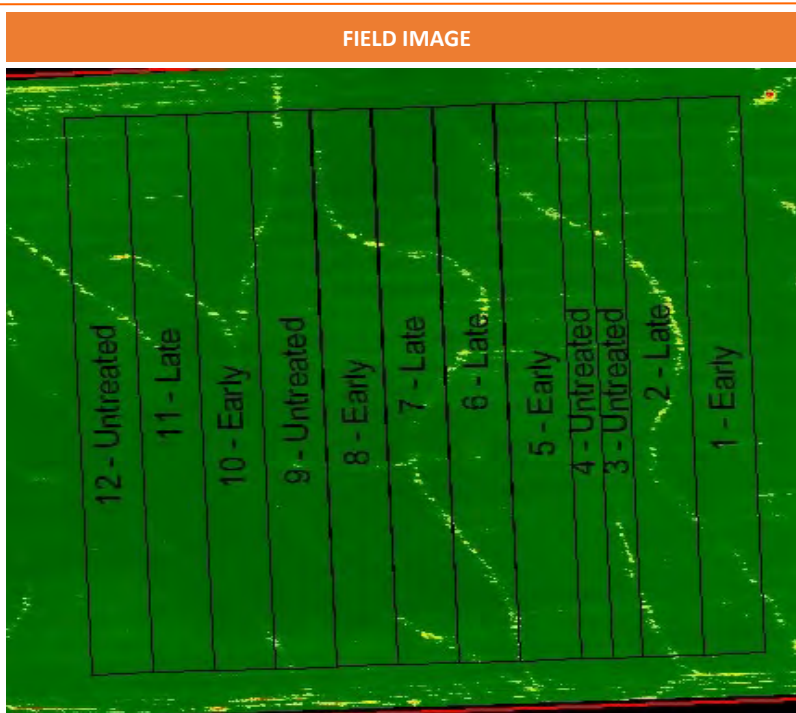 FIELD IMAGE
12 - Untreated
11 - Late
10 - Early
9 - Untreated
8 - Early
7 - Late
6 - Late
5 - Early
4 - Untreated
3 - Untreated
2 - Late
1 - Early